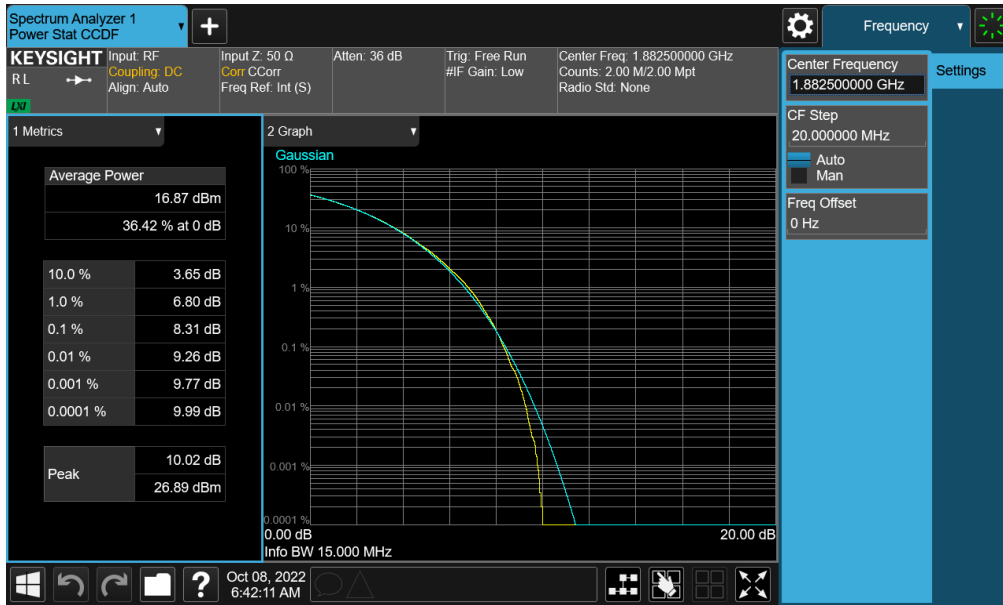 Spectrum Analyzer 1
Power Stat CCDF
Frequency
KEYSIGHT
R L
LXI
Input: RF
Coupling: DC
Align: Auto
Input Z: 50 Ω
Corr CCorr
Freq Ref: Int (S)
Atten: 36 dB
Trig: Free Run
#IF Gain: Low
Center Freq: 1.882500000 GHz
Counts: 2.00 M/2.00 Mpt
Radio Std: None
Center Frequency
1.882500000 GHz
Settings
CF Step
20.000000 MHz
Auto
Man
Freq Offset
0 Hz
1 Metrics
Average Power
16.87 dBm
36.42 % at 0 dB
10.0 % 3.65 dB
1.0 % 6.80 dB
0.1 % 8.31 dB
0.01 % 9.26 dB
0.001 % 9.77 dB
0.0001 % 9.99 dB
Peak
10.02 dB
26.89 dBm
2 Graph
Gaussian
100 %
10 %
1 %
0.1 %
0.01 %
0.001 %
0.0001 %
0.00 dB 20.00 dB
Info BW 15.000 MHz
?
Oct 08, 2022
6:42:11 AM